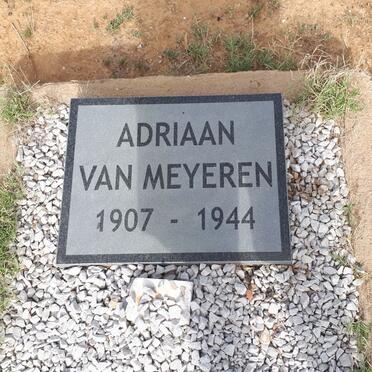 ADRIAAN
VAN MEYEREN
1907 - 1944